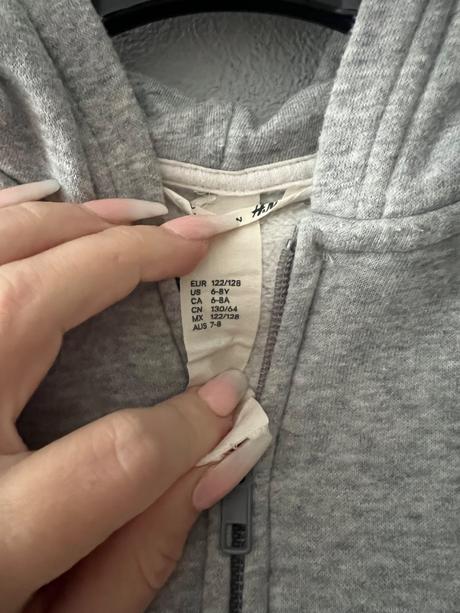 H&M
EUR 122/128
US 6-8Y
CA 6-8A
CN 130/64
MX 122/128
AUS 7-8